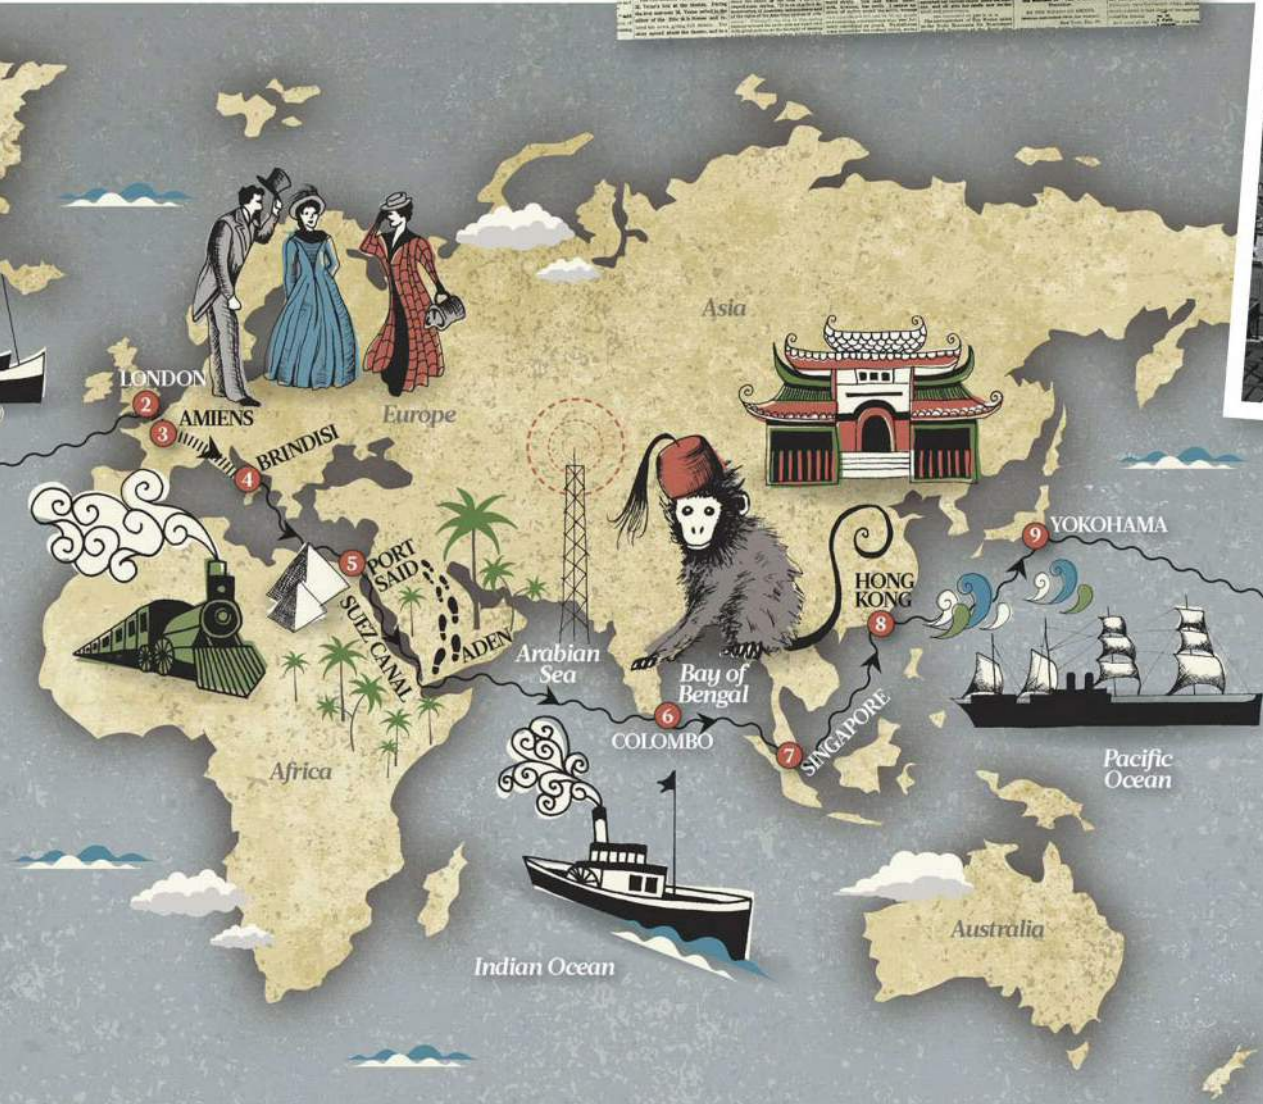 Asia
LONDON
2
3
AMIENS
Europe
BRINDISI
4
5
PORT
SAID
SUEZ CANAL
ADEN
Arabian
Sea
Bay of
Bengal
6
COLOMBO
7
SINGAPORE
HONG
KONG
8
9
YOKOHAMA
Africa
Pacific
Ocean
Indian Ocean
Australia